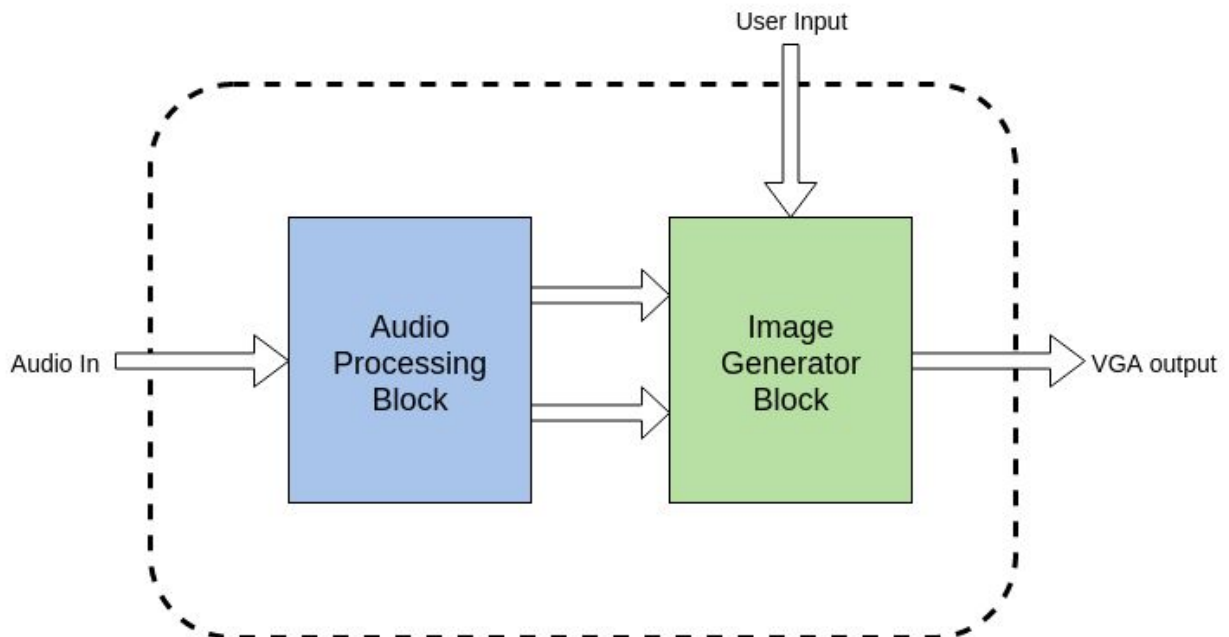 User Input
Audio In
Audio
Processing
Block
Image
Generator
Block
VGA output